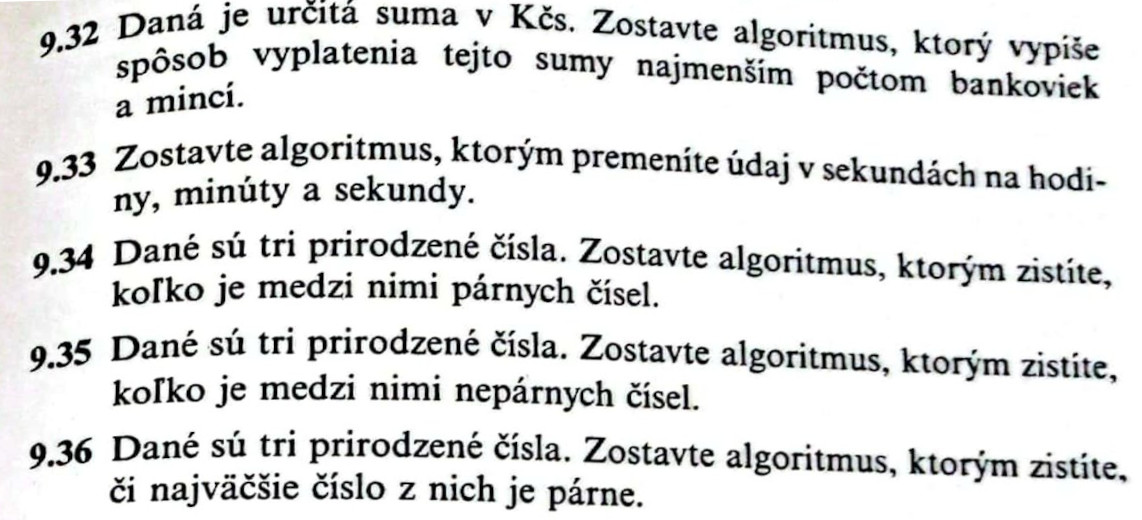 9.32 Daná je určitá suma v Kčs. Zostavte algoritmus, ktorý vypíše
spôsob vyplatenia tejto sumy najmenším počtom bankoviek
a mincí.
9.33 Zostavte algoritmus, ktorým premeníte údaj v sekundách na hodi-
ny, minúty a sekundy.
9.34 Dané sú tri prirodzené čísla. Zostavte algoritmus, ktorým zistíte,
koľko je medzi nimi párnych čísel.
9.35 Dané sú tri prirodzené čísla. Zostavte algoritmus, ktorým zistíte,
koľko je medzi nimi nepárnych čísel.
9.36 Dané sú tri prirodzené čísla. Zostavte algoritmus, ktorým zistíte,
či najväčšie číslo z nich je párne.